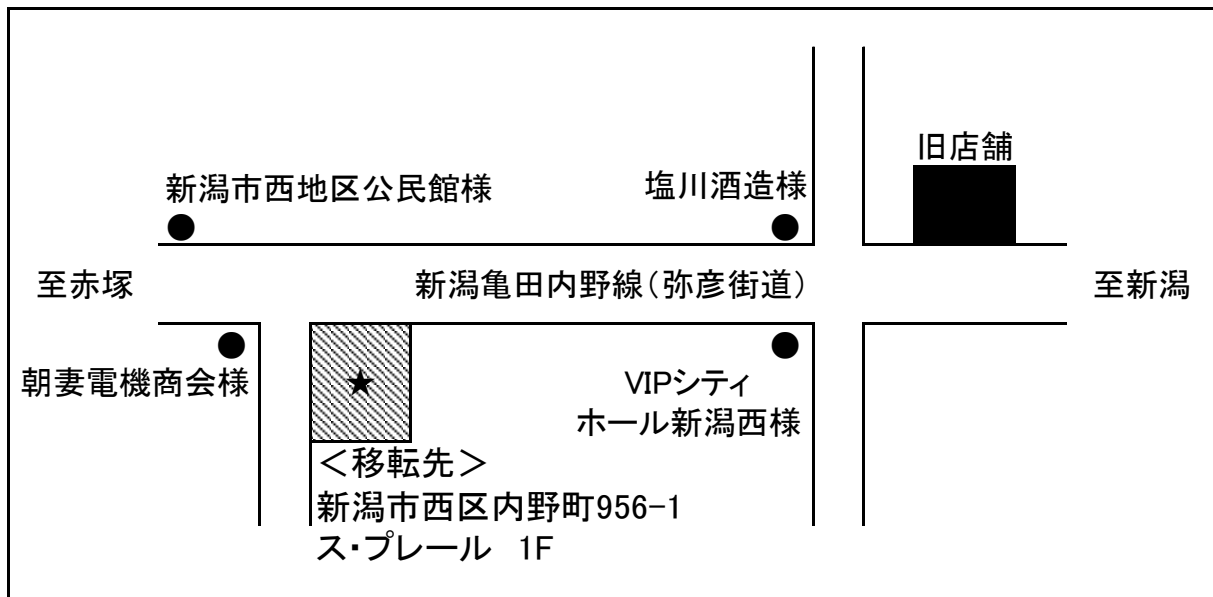 旧店舗
新潟市西地区公民館様
塩川酒造様
至赤塚
新潟亀田内野線(弥彦街道)
至新潟
朝妻電機商会様
VIPシティ
ホール新潟西様
<移転先>
新潟市西区内野町956-1
ス・プレール 1F